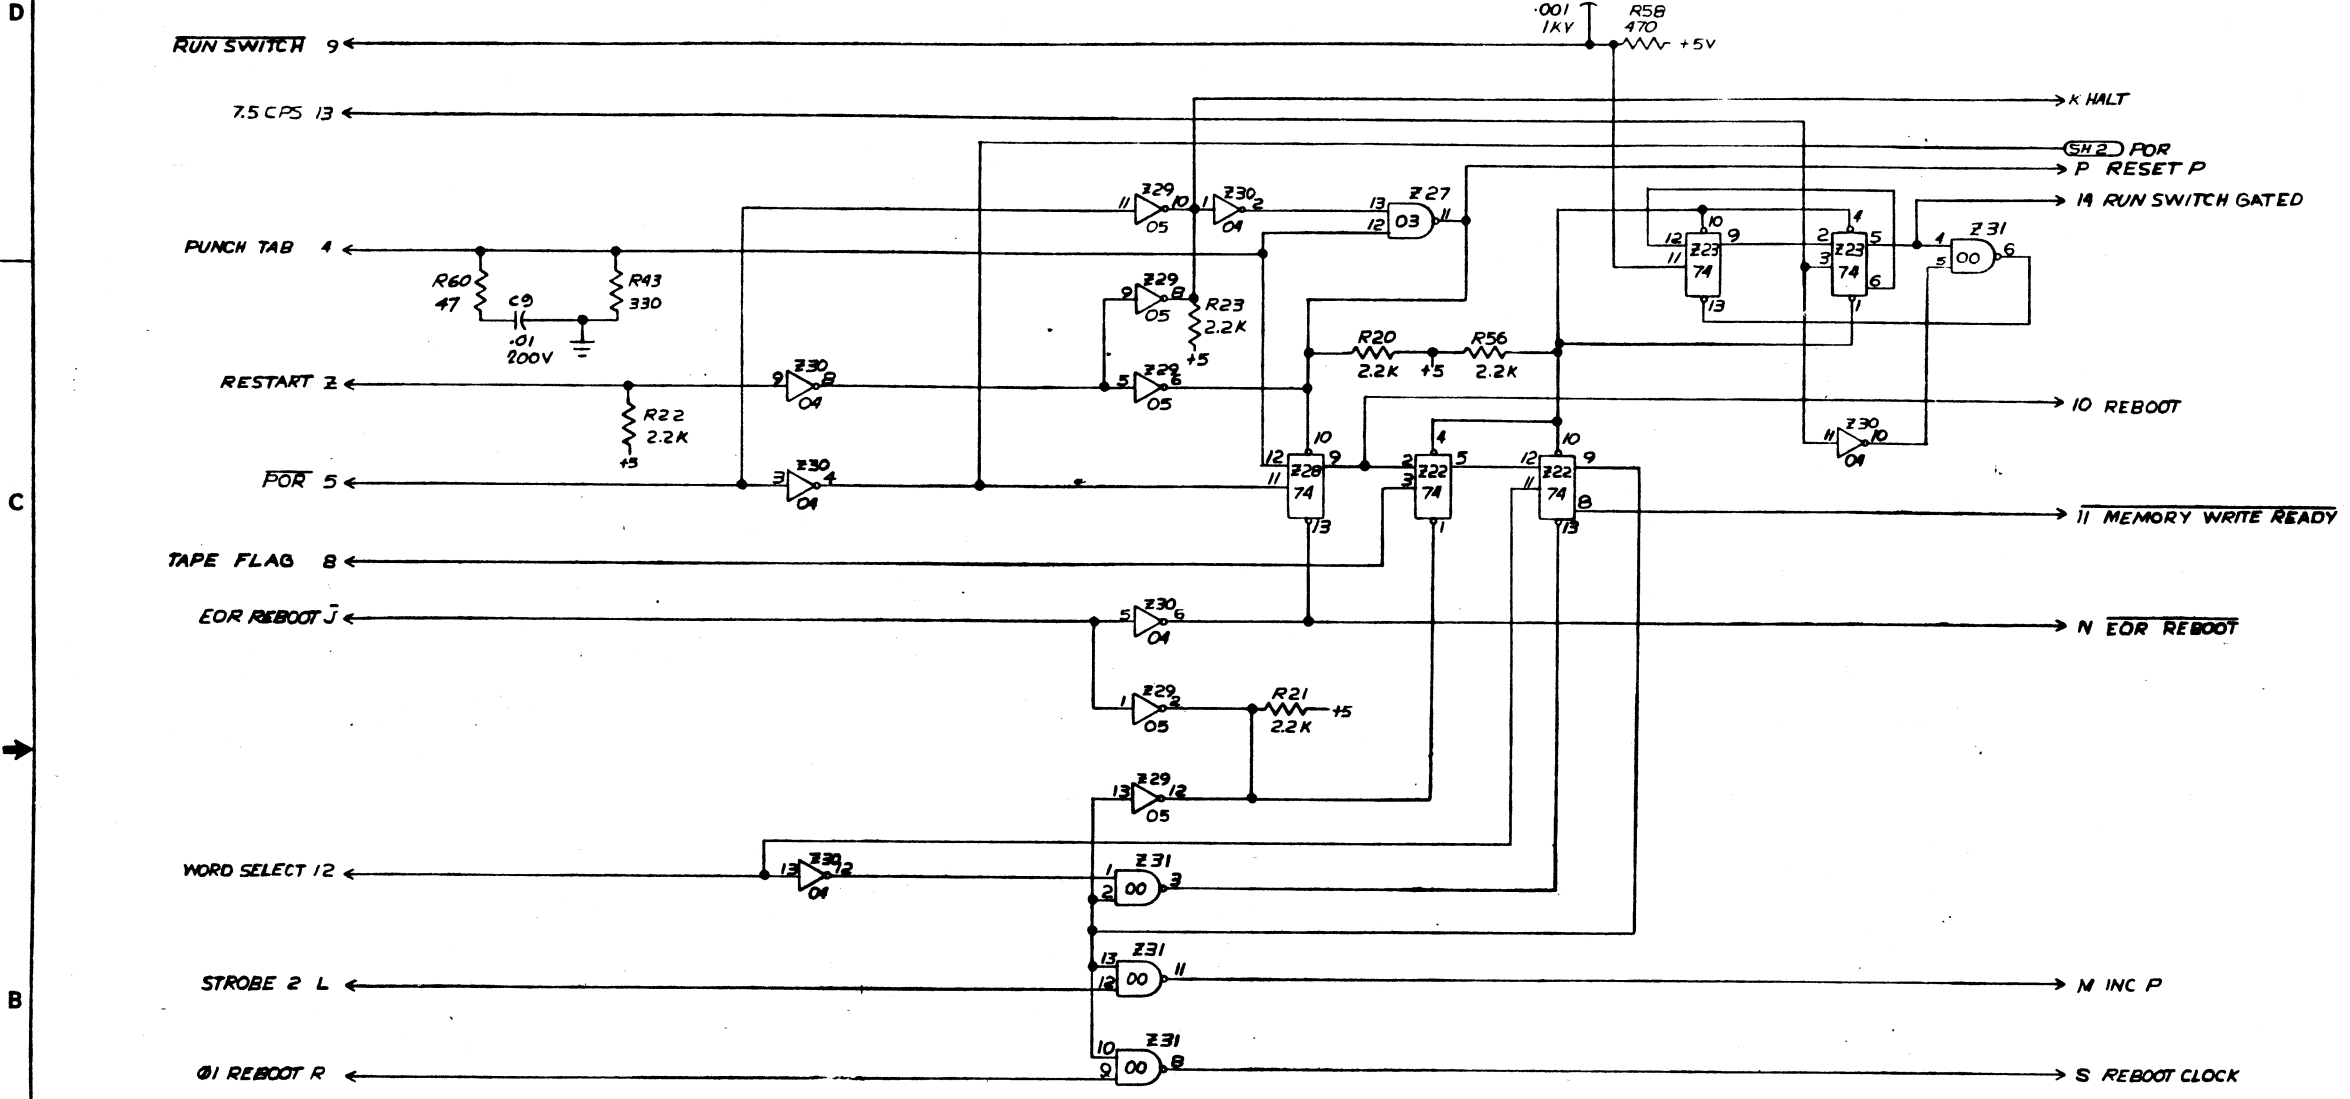 D
.001
1KV
R58
470
+5V
RUN SWITCH 9
7.5 CPS 13
K HALT
SH 2 POR
P RESET P
14 RUN SWITCH GATED
11 Z29 10
05
1 Z30 2
04
13 Z27 11
12 03
PUNCH TAB 4
R60
47
C9
.01
200V
R43
330
9 Z29 8
05
R23
2.2K
+5
10
12 Z23 9
11 74
13
4
2 Z23 5
3 74 6
1
Z31
4 00 6
5
R20
2.2K
+5
R56
2.2K
RESTART Z
9 Z30 8
04
5 Z29 6
05
R22
2.2K
+5
10 REBOOT
11 Z30 10
04
C
POR 5
3 Z30 4
04
10
12 Z28 9
11 74
13
4
2 Z22 5
3 74
1
10
12 Z22 9
11 74 8
13
11 MEMORY WRITE READY
TAPE FLAG 8
EOR REBOOT J
5 Z30 6
04
N EOR REBOOT
1 Z29 2
05
R21
2.2K
+5
13 Z29 12
05
WORD SELECT 12
13 Z30 12
04
Z31
1 00 3
2
B
STROBE 2 L
Z31
13 00 11
12
M INC P
Ø1 REBOOT R
Z31
10 00 8
9
S REBOOT CLOCK